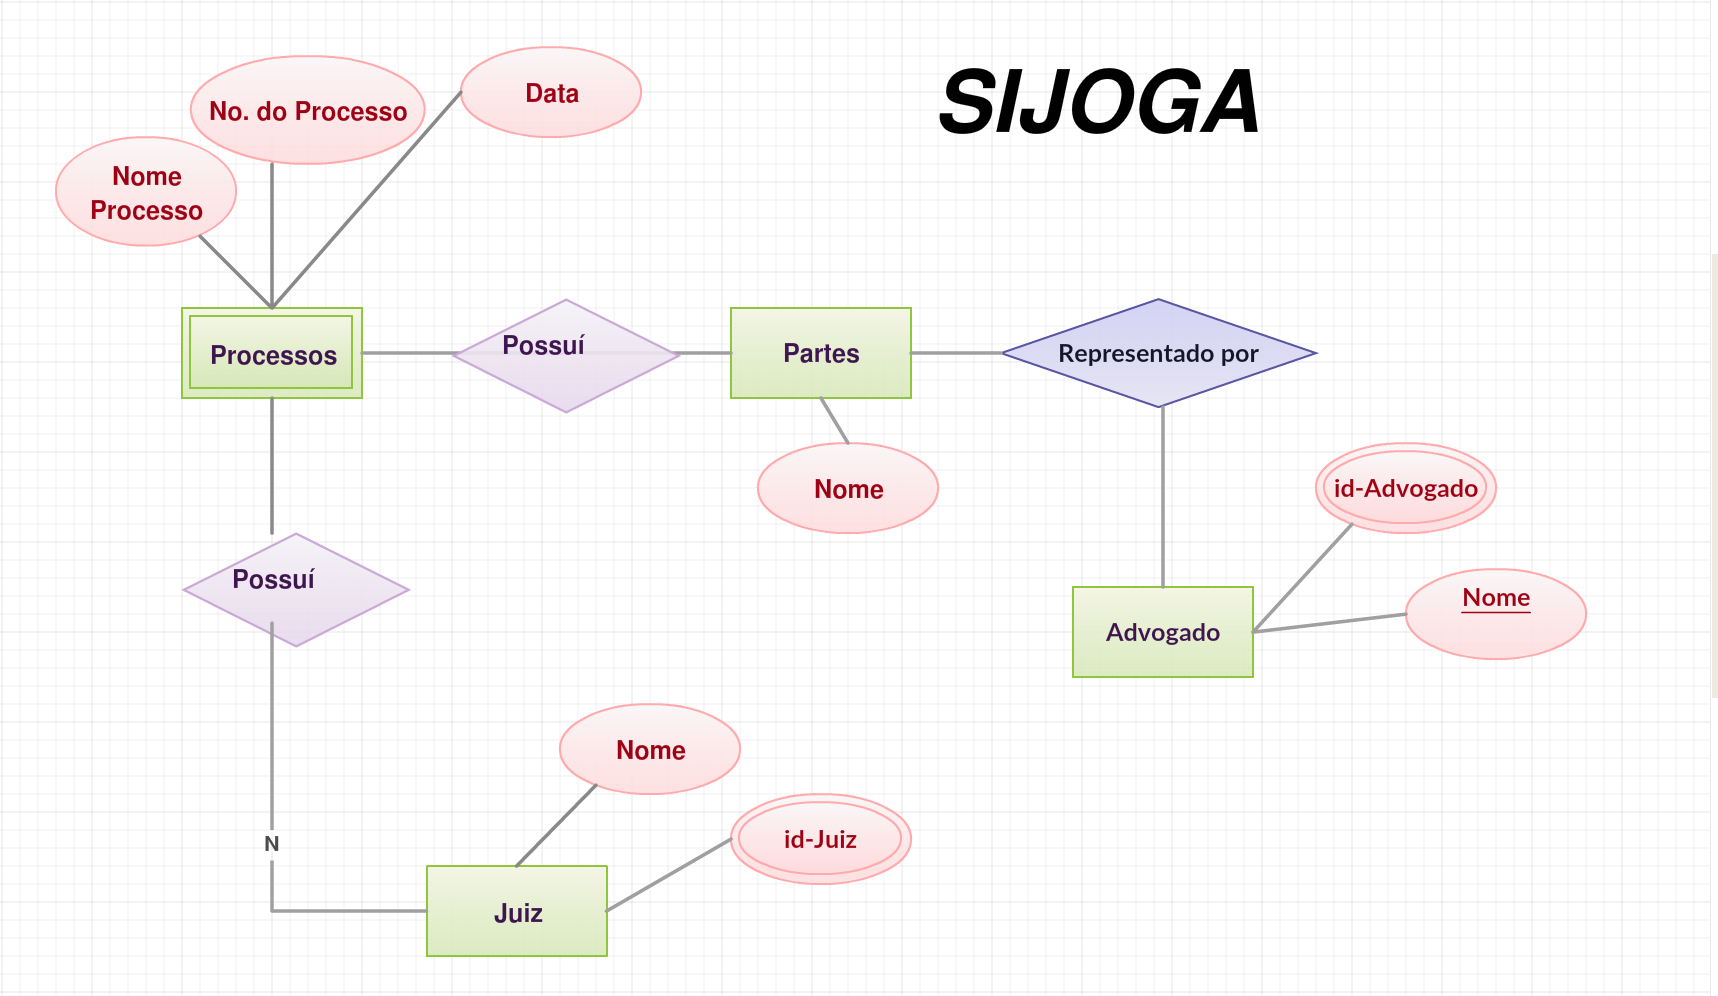 SIJOGA
Data
No. do Processo
Nome
Processo
Processos
Possuí
Partes
Representado por
Nome
id-Advogado
Nome
Advogado
Possuí
Nome
id-Juiz
N
Juiz